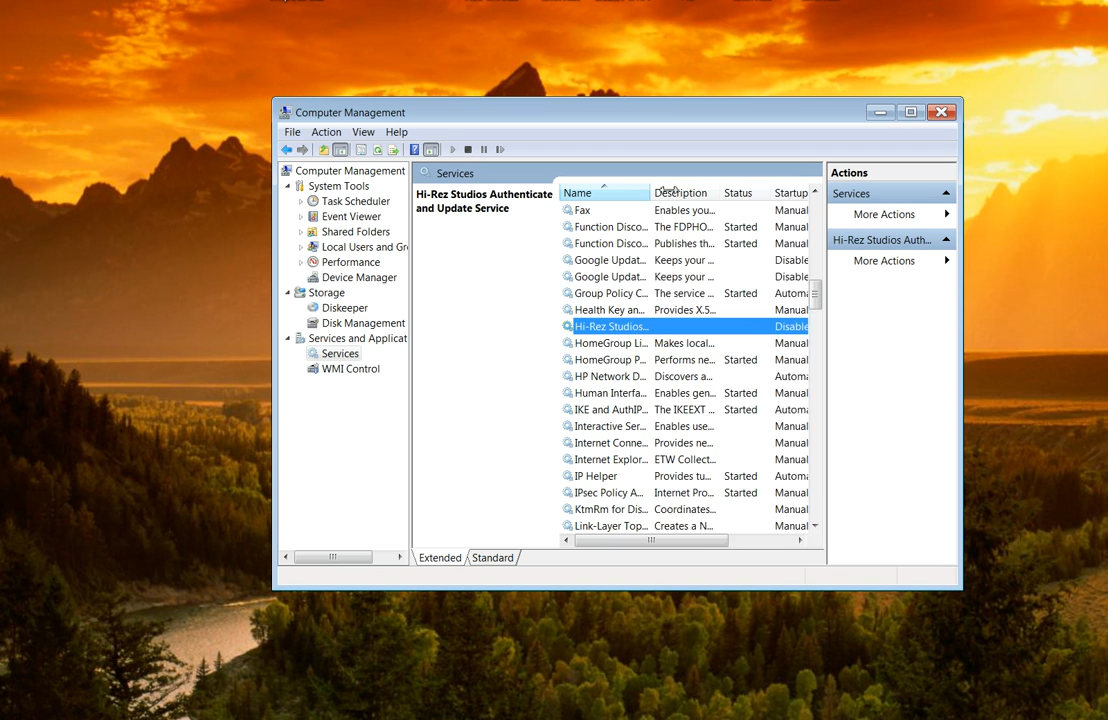 Computer Management
File Action View Help
Computer Management
System Tools
Task Scheduler
Event Viewer
Shared Folders
Local Users and Gr
Performance
Device Manager
Storage
Diskeeper
Disk Management
Services and Applicat
Services
WMI Control
Services
Hi-Rez Studios Authenticate
and Update Service
Name Description Status Startup
Fax Enables you... Manual
Function Disco... The FDPHO... Started Manual
Function Disco... Publishes th... Started Manual
Google Updat... Keeps your ... Disable
Google Updat... Keeps your ... Disable
Group Policy C... The service ... Started Automa
Health Key an... Provides X.5... Manual
Hi-Rez Studios... Disable
HomeGroup Li... Makes local... Manual
HomeGroup P... Performs ne... Started Manual
HP Network D... Discovers a... Automa
Human Interfa... Enables gen... Started Manual
IKE and AuthIP... The IKEEXT ... Started Automa
Interactive Ser... Enables use... Manual
Internet Conne... Provides ne... Manual
Internet Explor... ETW Collect... Manual
IP Helper Provides tu... Started Automa
IPsec Policy A... Internet Pro... Started Manual
KtmRm for Dis... Coordinates... Manual
Link-Layer Top... Creates a N... Manual
Extended Standard
Actions
Services
More Actions
Hi-Rez Studios Auth...
More Actions